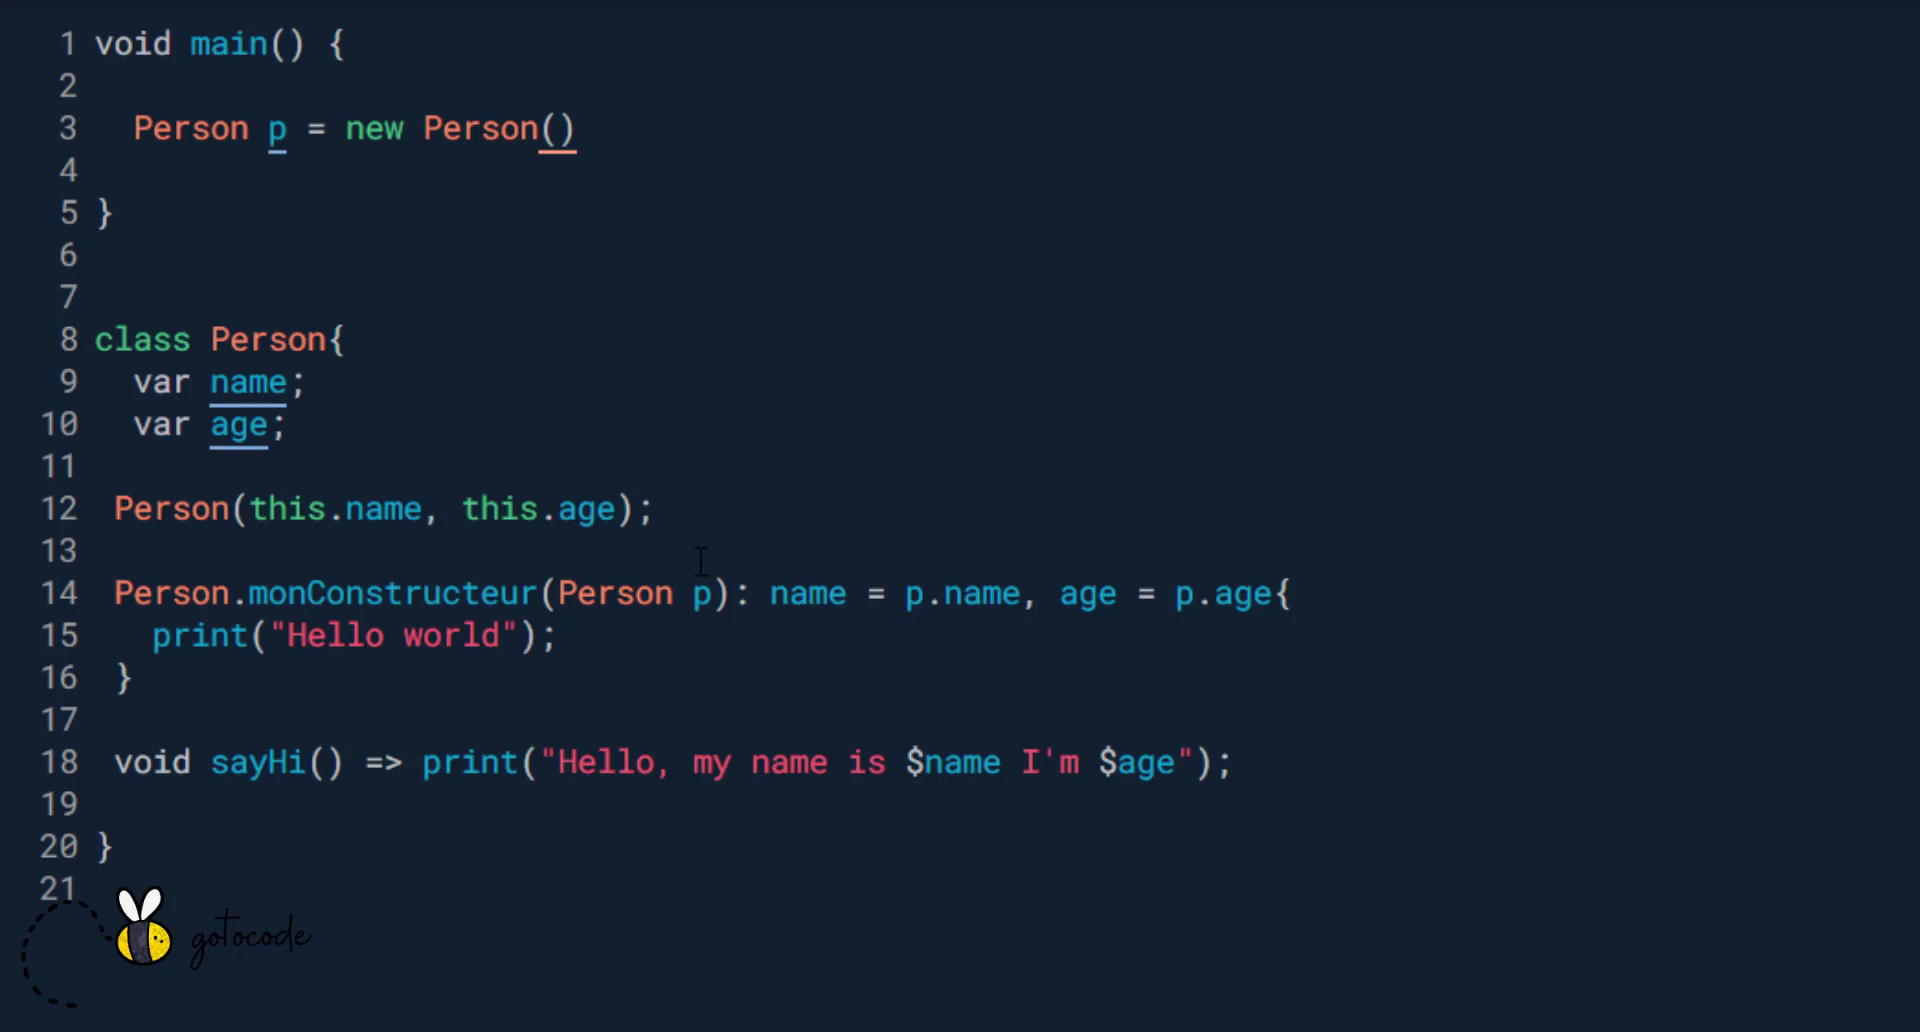 1 void main() {
2
3 Person p = new Person()
4
5 }
6
7
8 class Person{
9 var name;
10 var age;
11
12 Person(this.name, this.age);
13
14 Person.monConstructeur(Person p): name = p.name, age = p.age{
15 print("Hello world");
16 }
17
18 void sayHi() => print("Hello, my name is $name I'm $age");
19
20 }
21
gotocode